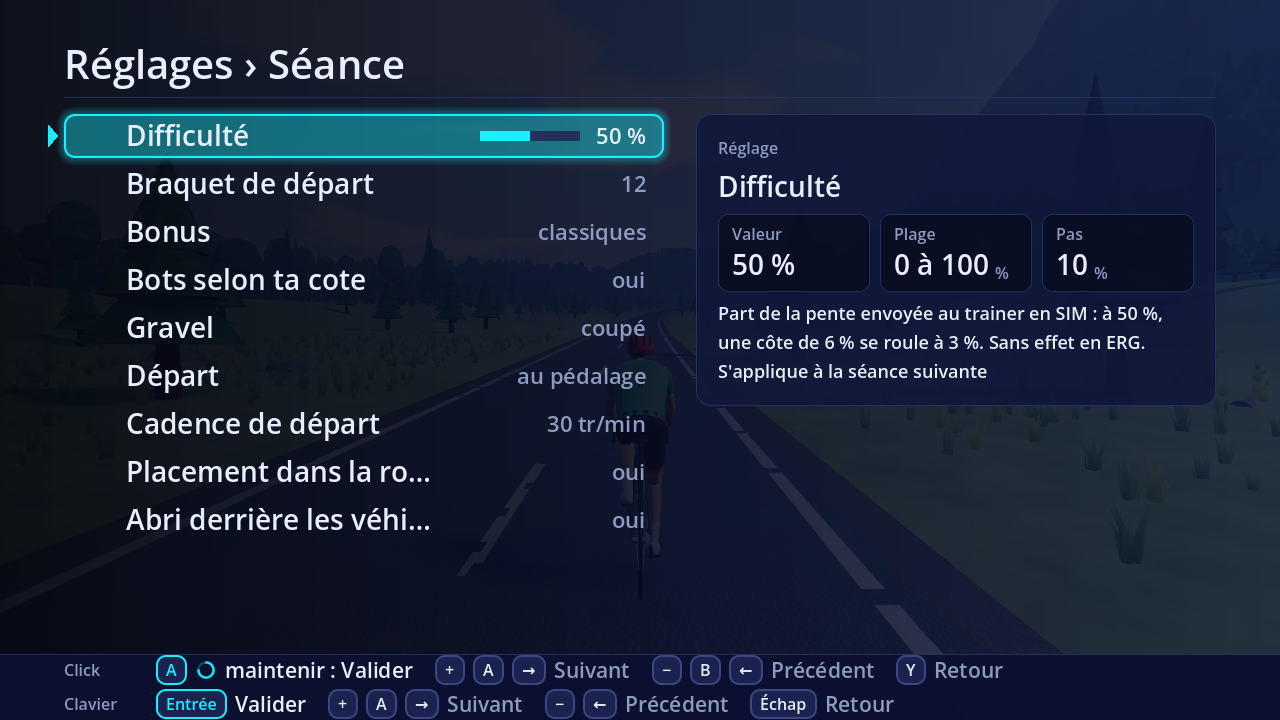 Réglages › Séance
Difficulté 50 %
Braquet de départ 12
Bonus classiques
Bots selon ta cote oui
Gravel coupé
Départ au pédalage
Cadence de départ 30 tr/min
Placement dans la ro... oui
Abri derrière les véhi... oui
Réglage
Difficulté
Valeur Plage Pas
50 % 0 à 100 % 10 %
Part de la pente envoyée au trainer en SIM : à 50 %,
une côte de 6 % se roule à 3 %. Sans effet en ERG.
S'applique à la séance suivante
Click A maintenir : Valider + A → Suivant − B ← Précédent Y Retour
Clavier Entrée Valider + A → Suivant − ← Précédent Échap Retour